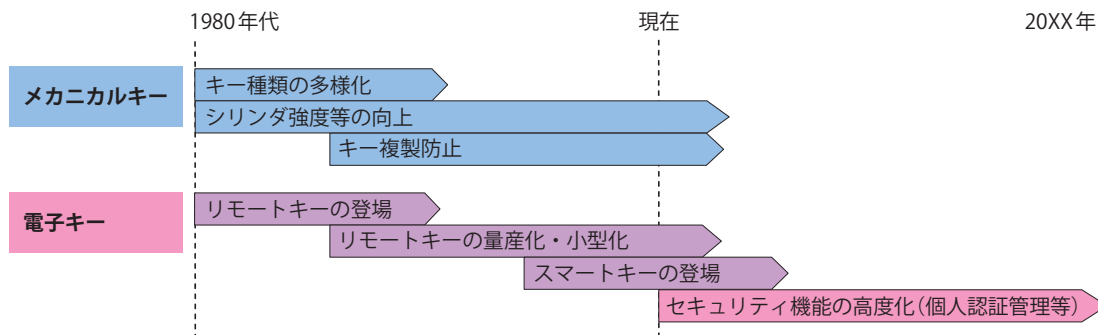 1980年代 現在 20XX年
メカニカルキー
キー種類の多様化
シリンダ強度等の向上
キー複製防止
電子キー
リモートキーの登場
リモートキーの量産化・小型化
スマートキーの登場
セキュリティ機能の高度化(個人認証管理等)